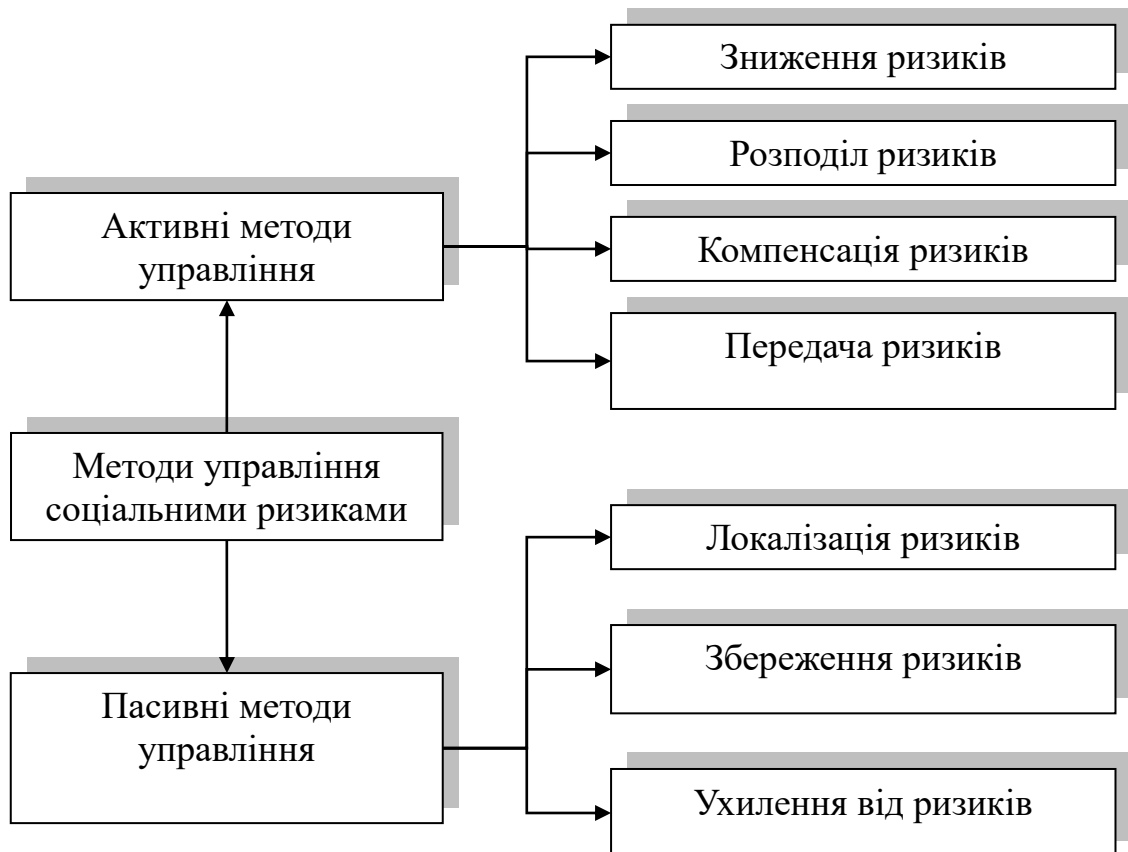 Зниження ризиків
Розподіл ризиків
Активні методи
управління
Компенсація ризиків
Передача ризиків
Методи управління
соціальними ризиками
Локалізація ризиків
Збереження ризиків
Пасивні методи
управління
Ухилення від ризиків